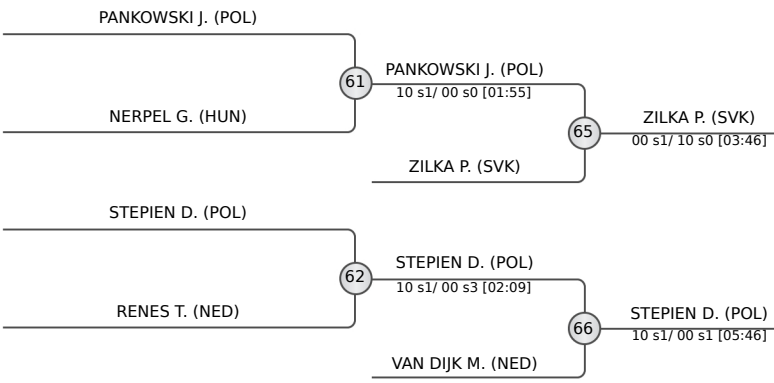 PANKOWSKI J. (POL)
61
PANKOWSKI J. (POL)
10 s1/ 00 s0 [01:55]
NERPEL G. (HUN)
65
ZILKA P. (SVK)
00 s1/ 10 s0 [03:46]
ZILKA P. (SVK)
STEPIEN D. (POL)
62
STEPIEN D. (POL)
10 s1/ 00 s3 [02:09]
RENES T. (NED)
66
STEPIEN D. (POL)
10 s1/ 00 s1 [05:46]
VAN DIJK M. (NED)